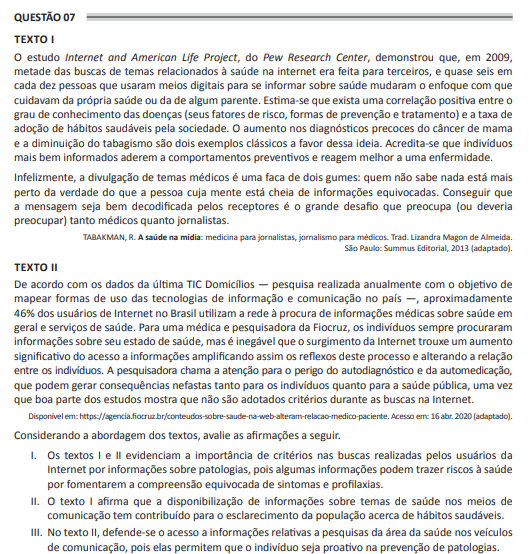 QUESTÃO 07
TEXTO I
O estudo Internet and American Life Project, do Pew Research Center, demonstrou que, em 2009,
metade das buscas de temas relacionados à saúde na internet era feita para terceiros, e quase seis em
cada dez pessoas que usaram meios digitais para se informar sobre saúde mudaram o enfoque com que
cuidavam da própria saúde ou da de algum parente. Estima-se que exista uma correlação positiva entre o
grau de conhecimento das doenças (seus fatores de risco, formas de prevenção e tratamento) e a taxa
de adoção de hábitos saudáveis pela sociedade. O aumento nos diagnósticos precoces do câncer de mama
e a diminuição do tabagismo são dois exemplos clássicos a favor dessa ideia. Acredita-se que indivíduos
mais bem informados aderem a comportamentos preventivos e reagem melhor a uma enfermidade.
Infelizmente, a divulgação de temas médicos é uma faca de dois gumes: quem não sabe nada está mais
perto da verdade do que a pessoa cuja mente está cheia de informações equivocadas. Conseguir que
a mensagem seja bem decodificada pelos receptores é o grande desafio que preocupa (ou deveria
preocupar) tanto médicos quanto jornalistas.
TABAKMAN, R. A saúde na mídia: medicina para jornalistas, jornalismo para médicos. Trad. Lizandra Magon de Almeida.
São Paulo: Summus Editorial, 2013 (adaptado).
TEXTO II
De acordo com os dados da última TIC Domicílios — pesquisa realizada anualmente com o objetivo de
mapear formas de uso das tecnologias de informação e comunicação no país —, aproximadamente
46% dos usuários de Internet no Brasil utilizam a rede à procura de informações médicas sobre saúde em
geral e serviços de saúde. Para uma médica e pesquisadora da Fiocruz, os indivíduos sempre procuraram
informações sobre seu estado de saúde, mas é inegável que o surgimento da Internet trouxe um aumento
significativo do acesso a informações amplificando assim os reflexos deste processo e alterando a relação
entre os indivíduos. A pesquisadora chama a atenção para o perigo do autodiagnóstico e da automedicação,
que podem gerar consequências nefastas tanto para os indivíduos quanto para a saúde pública, uma vez
que boa parte dos estudos mostra que não são adotados critérios durante as buscas na Internet.
Disponível em: https://agencia.fiocruz.br/conteudos-sobre-saude-na-web-alteram-relacao-medico-paciente. Acesso em: 16 abr. 2020 (adaptado).
Considerando a abordagem dos textos, avalie as afirmações a seguir.
I. Os textos I e II evidenciam a importância de critérios nas buscas realizadas pelos usuários da
Internet por informações sobre patologias, pois algumas informações podem trazer riscos à saúde
por fomentarem a compreensão equivocada de sintomas e profilaxias.
II. O texto I afirma que a disponibilização de informações sobre temas de saúde nos meios de
comunicação tem contribuído para o esclarecimento da população acerca de hábitos saudáveis.
III. No texto II, defende-se o acesso a informações relativas a pesquisas da área da saúde nos veículos
de comunicação, pois elas permitem que o indivíduo seja proativo na prevenção de patologias.